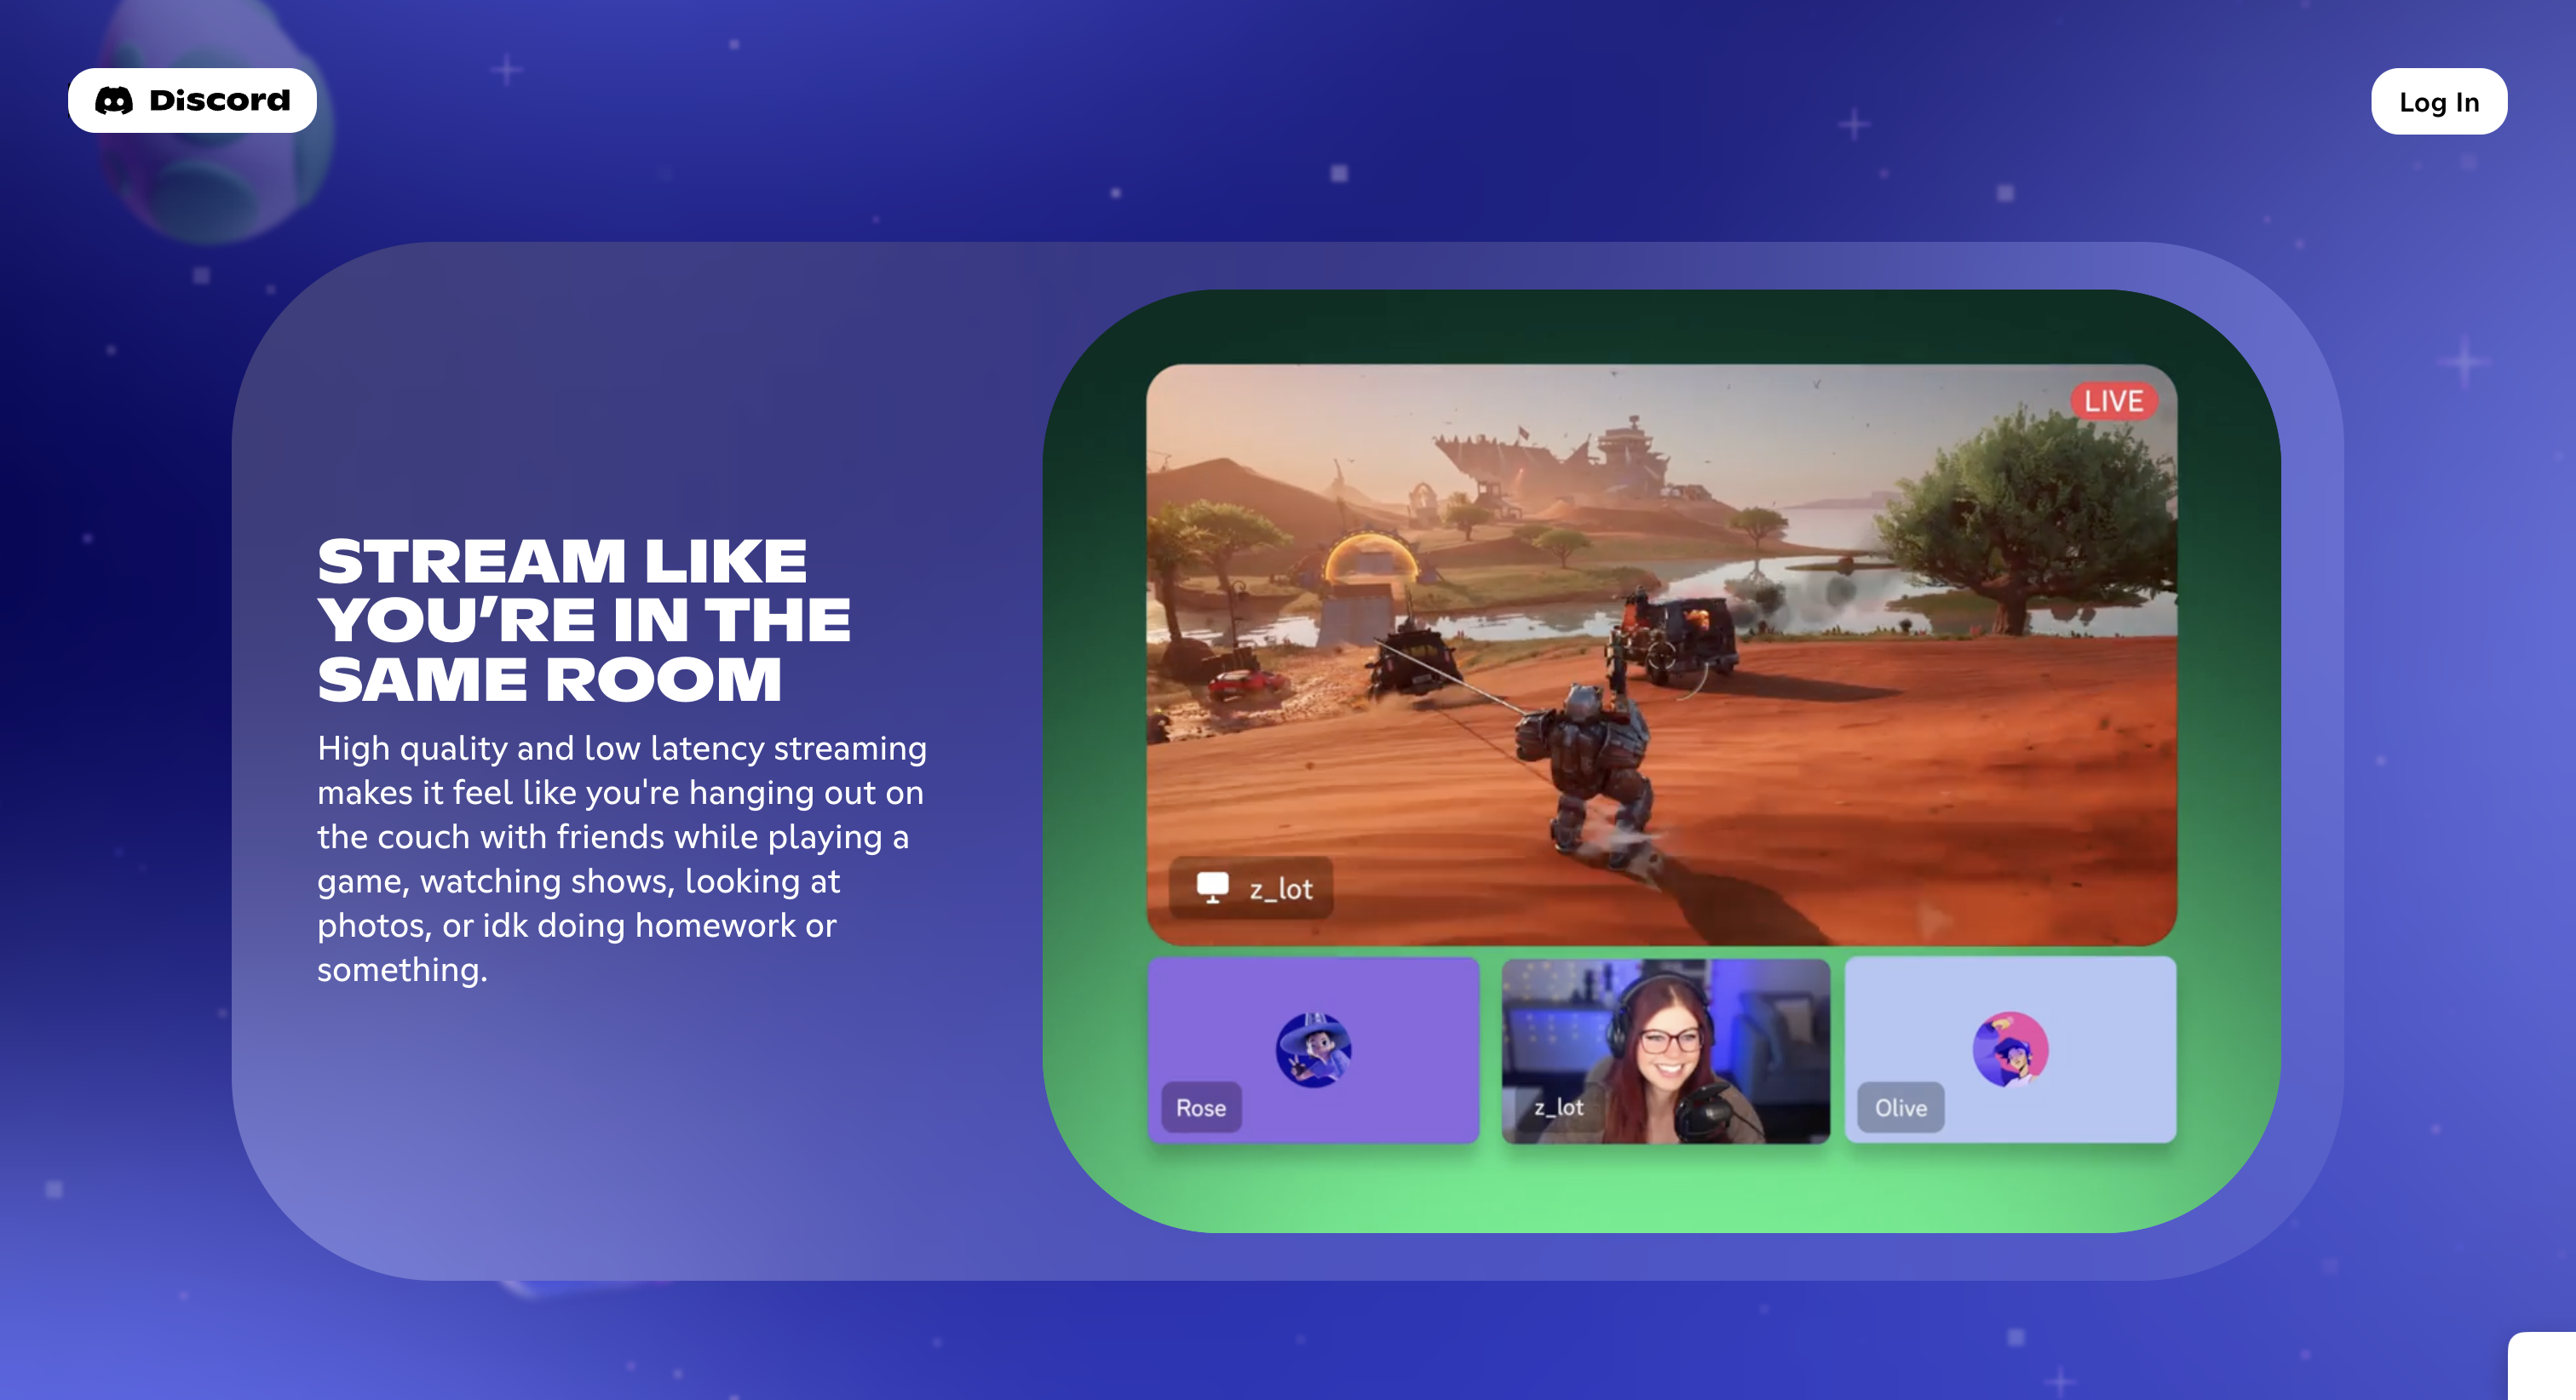 Discord
Log In
STREAM LIKE
YOU’RE IN THE
SAME ROOM
High quality and low latency streaming
makes it feel like you're hanging out on
the couch with friends while playing a
game, watching shows, looking at
photos, or idk doing homework or
something.
LIVE
z_lot
Rose
z_lot
Olive